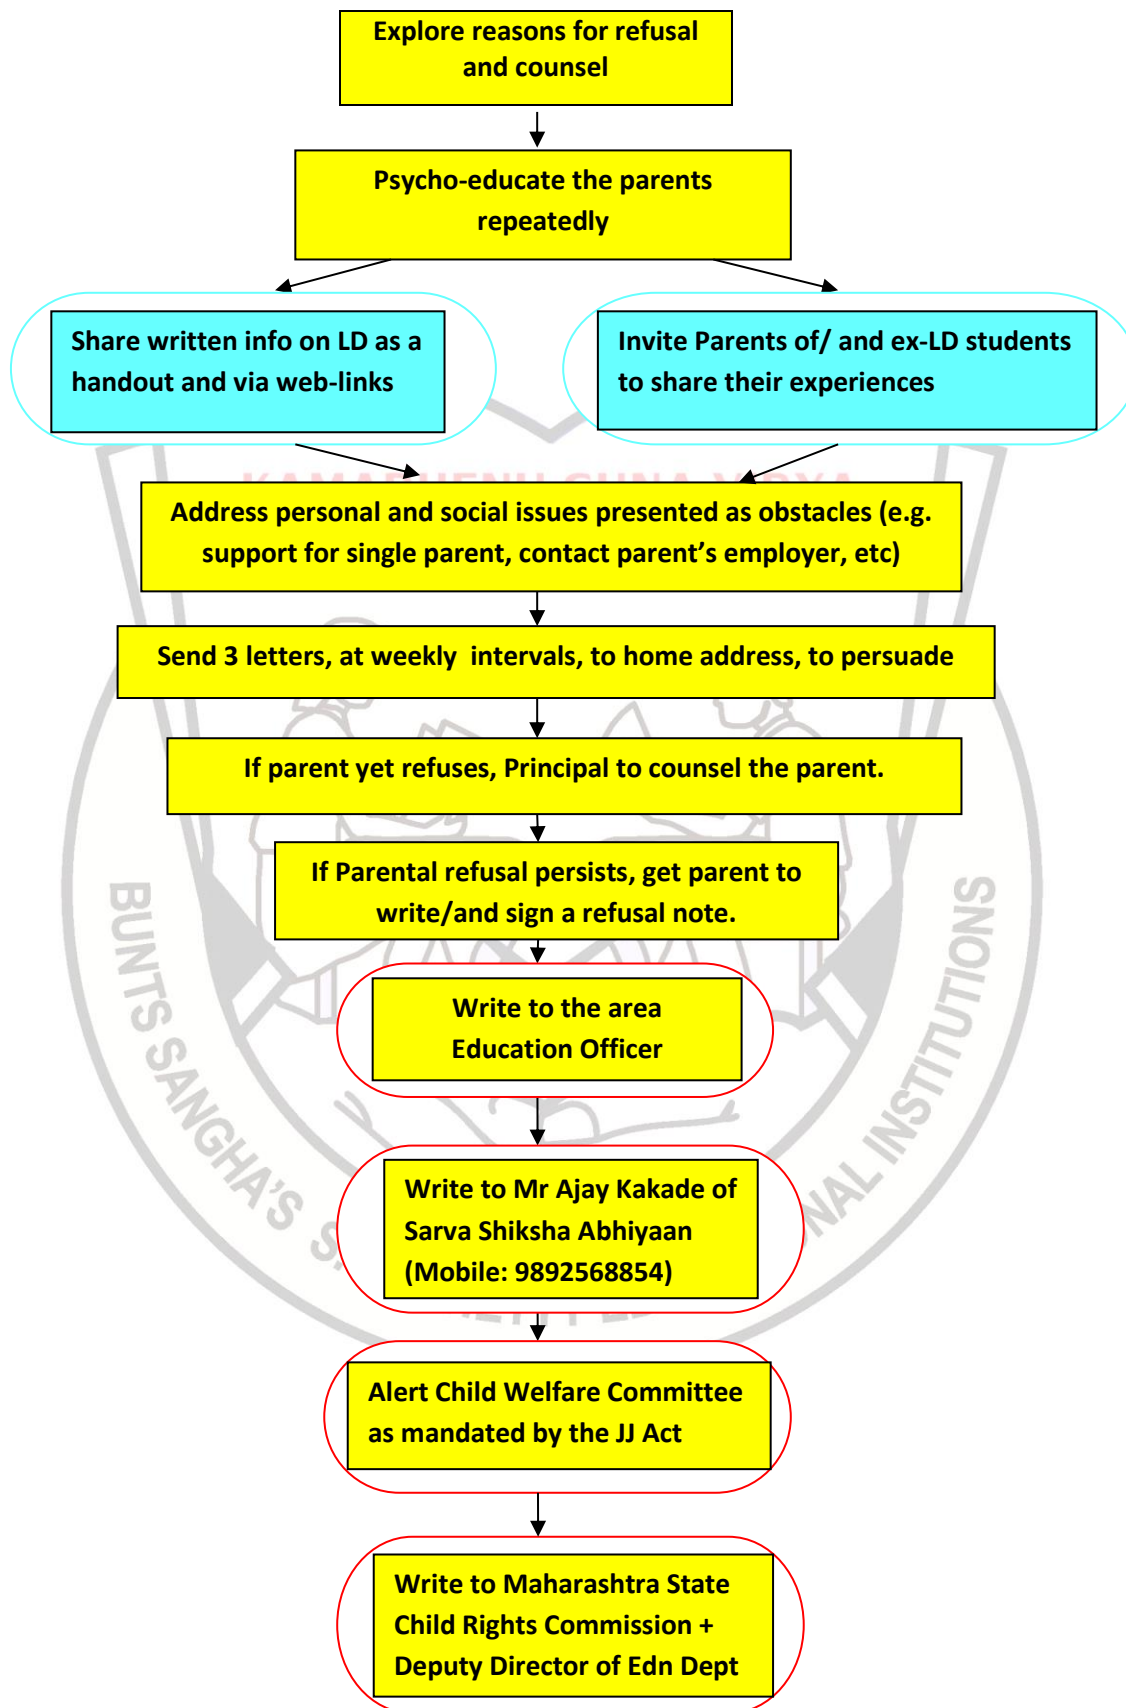 Explore reasons for refusal
and counsel
Psycho-educate the parents
repeatedly
Share written info on LD as a
handout and via web-links
Invite Parents of/ and ex-LD students
to share their experiences
KAMADHENU GUNA VIDYA
Address personal and social issues presented as obstacles (e.g.
support for single parent, contact parent’s employer, etc)
Send 3 letters, at weekly intervals, to home address, to persuade
If parent yet refuses, Principal to counsel the parent.
If Parental refusal persists, get parent to
write/and sign a refusal note.
Write to the area
Education Officer
Write to Mr Ajay Kakade of
Sarva Shiksha Abhiyaan
(Mobile: 9892568854)
Alert Child Welfare Committee
as mandated by the JJ Act
Write to Maharashtra State
Child Rights Commission +
Deputy Director of Edn Dept
BUNTS SANGHA'S
INSTITUTIONS